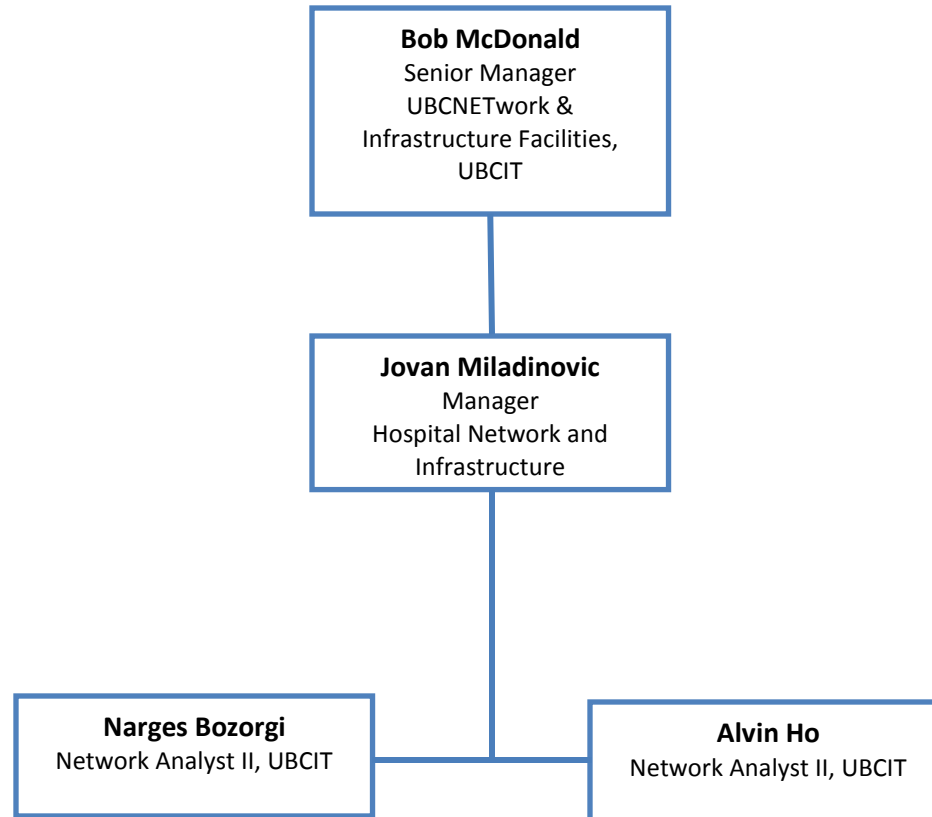 Bob McDonald
Senior Manager
UBCNETwork &
Infrastructure Facilities,
UBCIT
Jovan Miladinovic
Manager
Hospital Network and
Infrastructure
Narges Bozorgi
Network Analyst II, UBCIT
Alvin Ho
Network Analyst II, UBCIT